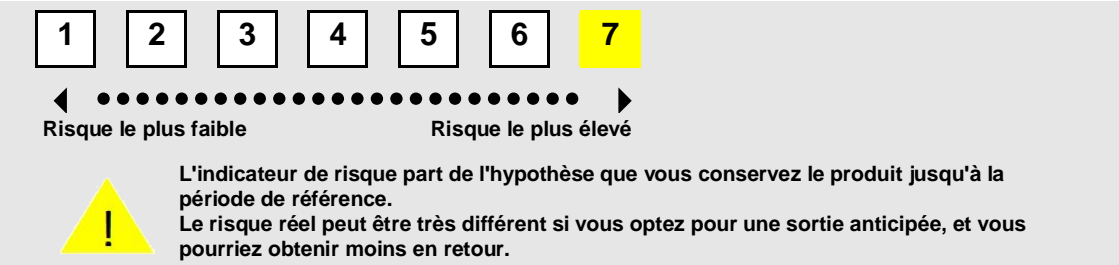 1 2 3 4 5 6 7
Risque le plus faible Risque le plus élevé
L'indicateur de risque part de l'hypothèse que vous conservez le produit jusqu'à la
période de référence.
!
Le risque réel peut être très différent si vous optez pour une sortie anticipée, et vous
pourriez obtenir moins en retour.